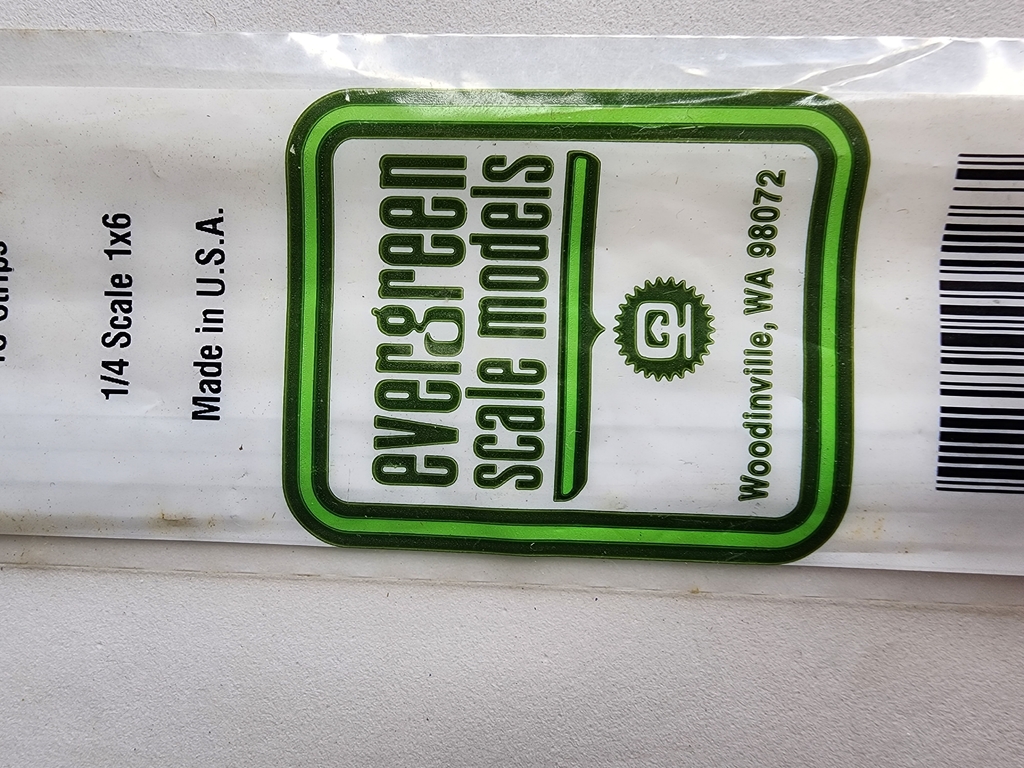 1/4 Scale 1x6
Made in U.S.A.
evergreen
scale models
Woodinville, WA 98072